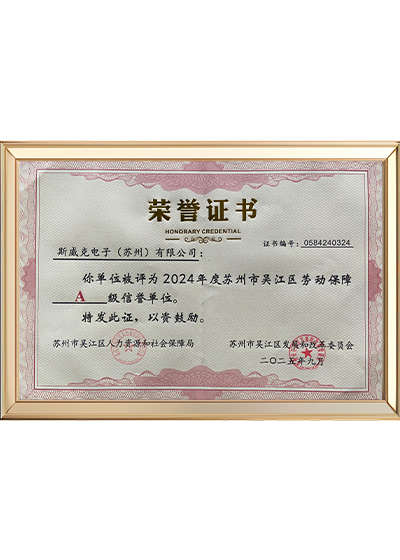 荣誉证书
HONORARY CREDENTIAL
证书编号：0584240324
斯威克电子（苏州）有限公司：
你单位被评为2024年度苏州市吴江区劳动保障
A 级信誉单位。
特发此证，以资鼓励。
苏州市吴江区人力资源和社会保障局
苏州市吴江区发展和改革委员会
二〇二五年九月